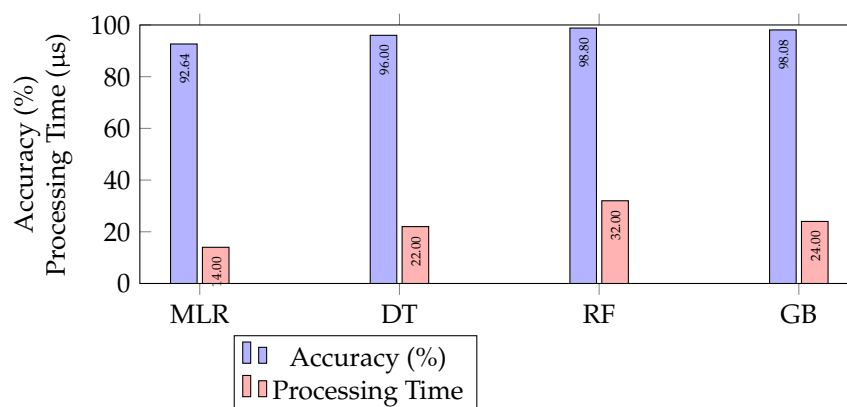 Accuracy (%)
Processing Time (µs)
100
80
60
40
20
0
92.64
14.00
96.00
22.00
98.80
32.00
98.08
24.00
MLR DT RF GB
Accuracy (%)
Processing Time